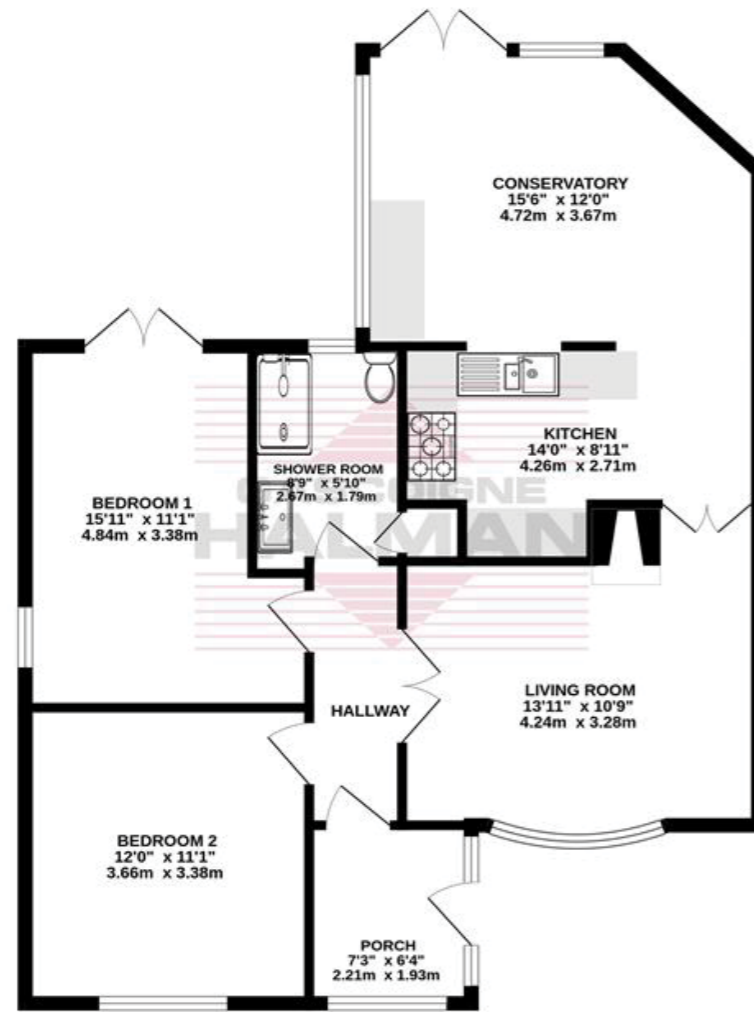 CONSERVATORY
15'6" x 12'0"
4.72m x 3.67m
KITCHEN
14'0" x 8'11"
4.26m x 2.71m
SHOWER ROOM
8'9" x 5'10"
2.67m x 1.79m
GASCOIGNE
HALMAN
BEDROOM 1
15'11" x 11'1"
4.84m x 3.38m
LIVING ROOM
13'11" x 10'9"
4.24m x 3.28m
HALLWAY
BEDROOM 2
12'0" x 11'1"
3.66m x 3.38m
PORCH
7'3" x 6'4"
2.21m x 1.93m